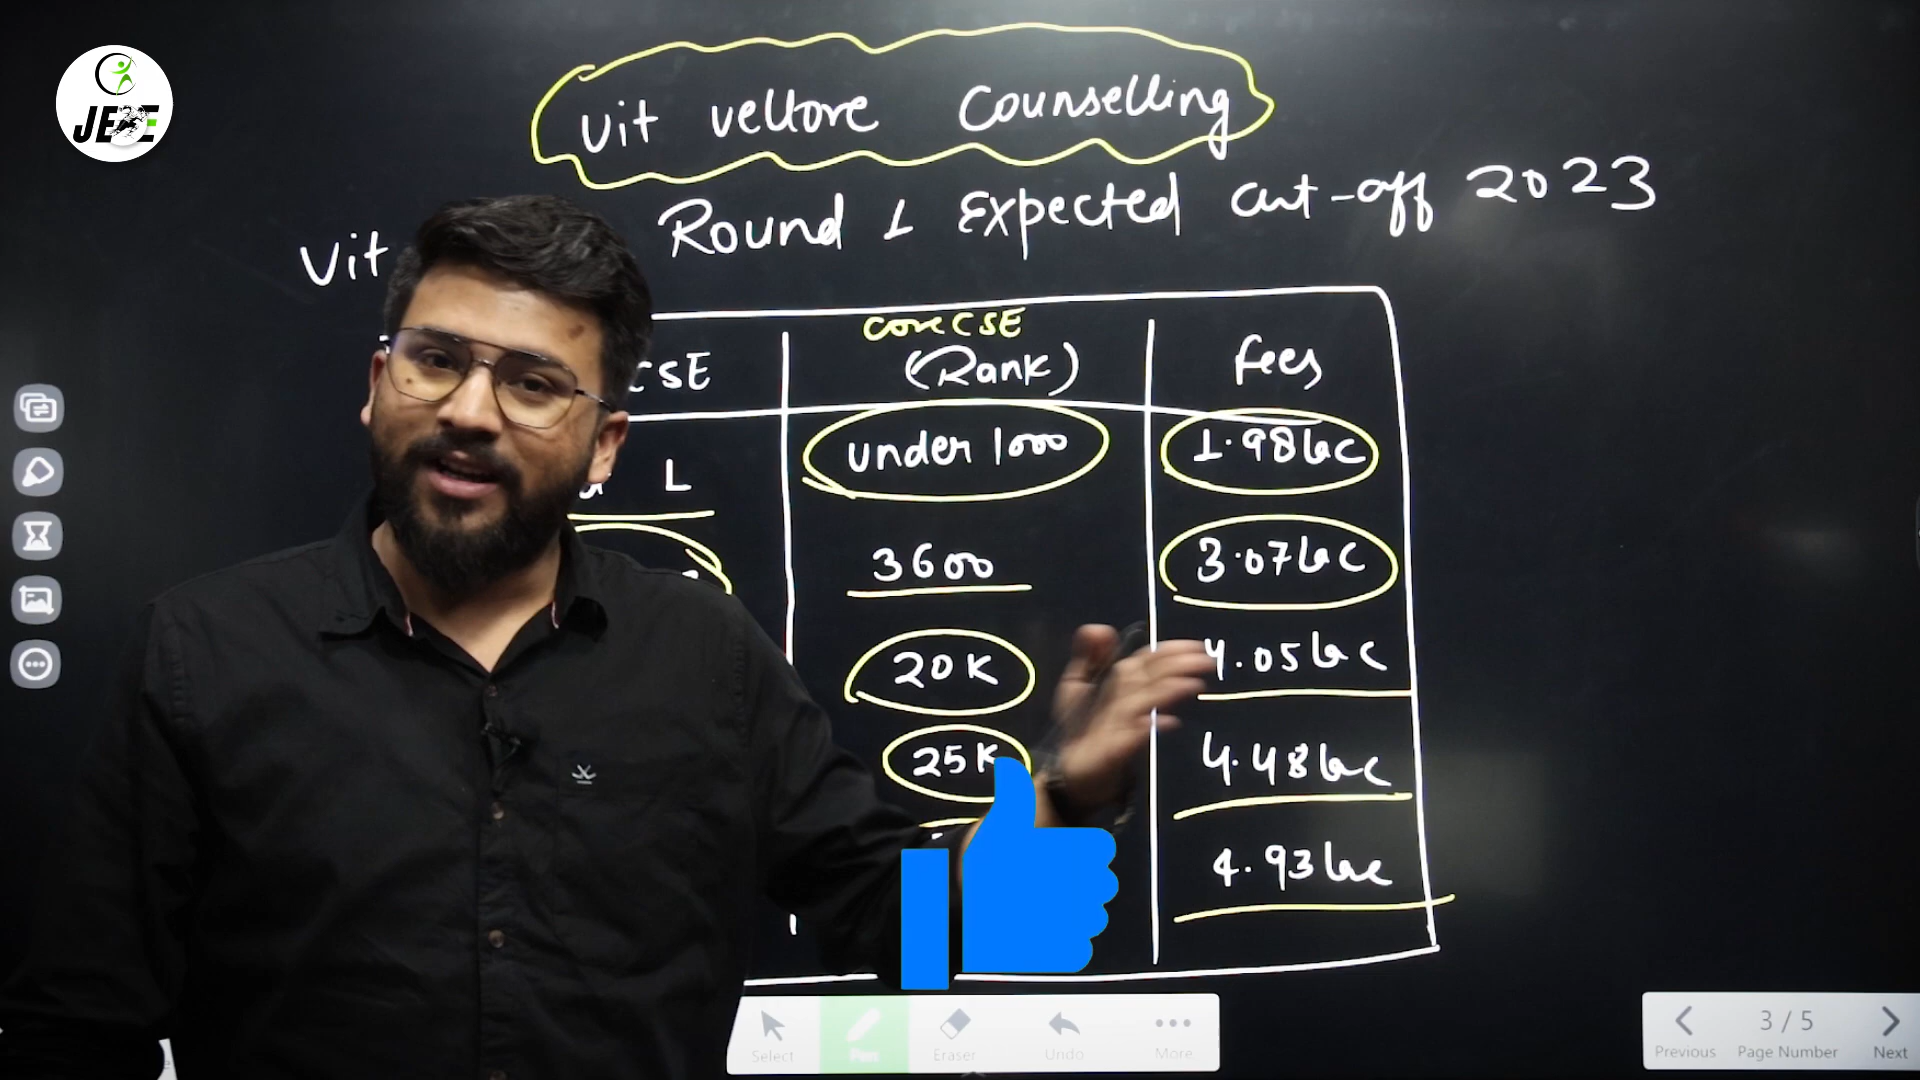 JEE
Vit Vellore Counselling
Vit
Round 1 Expected cut-off 2023
CSE
core CSE
(Rank)
fees
L
under 1000
1.98 lac
3600
3.07 lac
20K
4.05 lac
25K
4.48 lac
4.93 lac
Select
Pen
Eraser
Undo
More
3 / 5
Previous
Page Number
Next